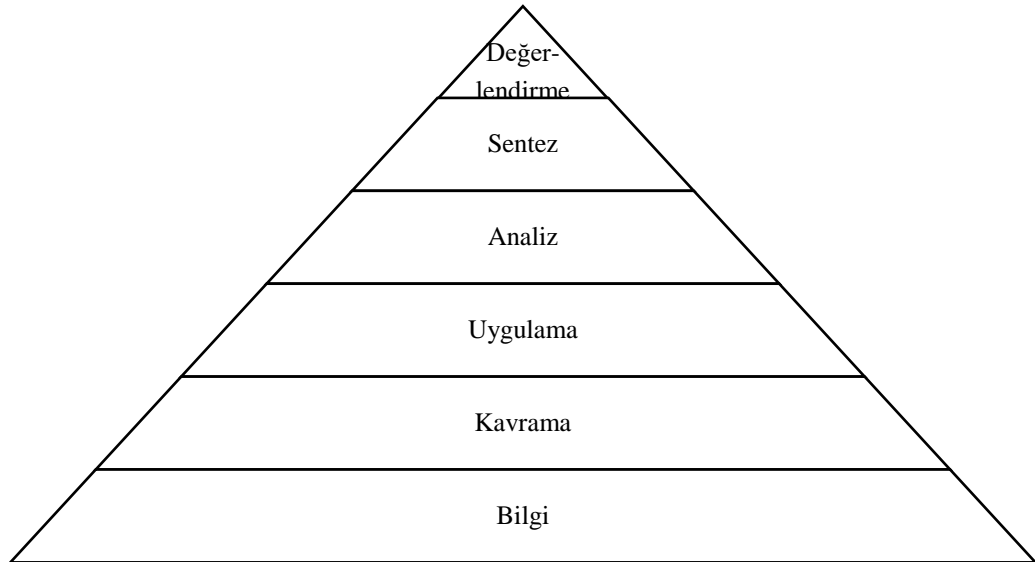 Değer-
lendirme
Sentez
Analiz
Uygulama
Kavrama
Bilgi